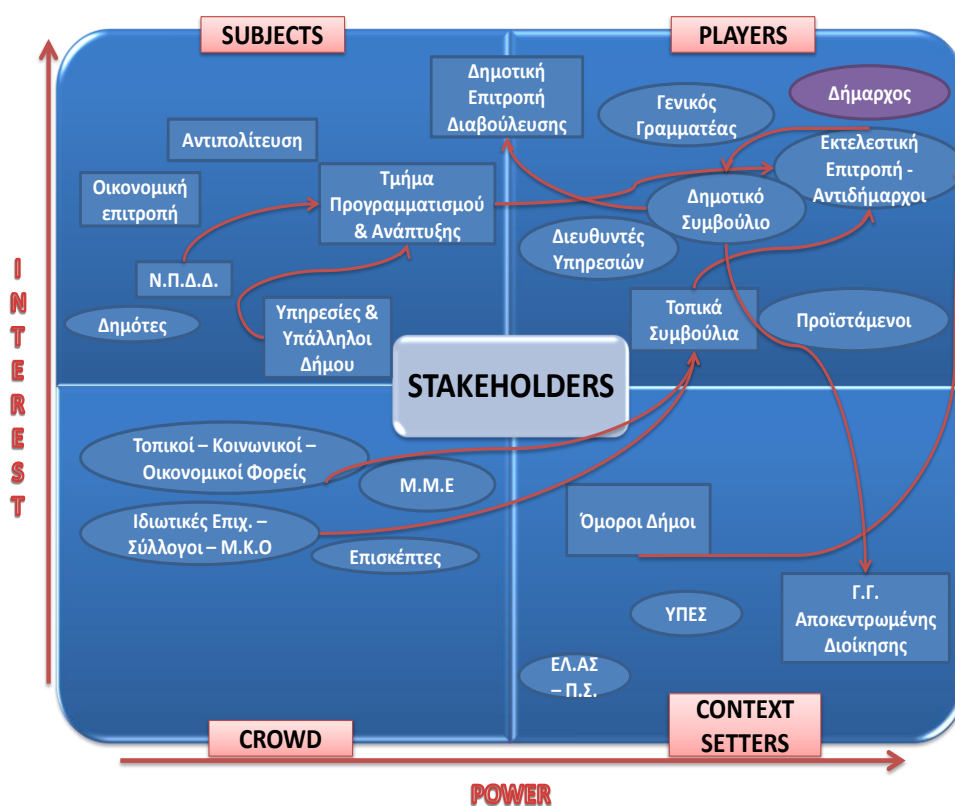 SUBJECTS
PLAYERS
Δημοτική
Επιτροπή
Διαβούλευσης
Γενικός
Γραμματέας
Δήμαρχος
Αντιπολίτευση
Εκτελεστική
Επιτροπή -
Αντιδήμαρχοι
Οικονομική
επιτροπή
Τμήμα
Προγραμματισμού
& Ανάπτυξης
Δημοτικό
Συμβούλιο
Διευθυντές
Υπηρεσιών
Ν.Π.Δ.Δ.
Δημότες
Υπηρεσίες &
Υπάλληλοι
Δήμου
Τοπικά
Συμβούλια
Προϊστάμενοι
INTEREST
STAKEHOLDERS
Τοπικοί – Κοινωνικοί –
Οικονομικοί Φορείς
Μ.Μ.Ε
Ιδιωτικές Επιχ. –
Σύλλογοι – Μ.Κ.Ο
Επισκέπτες
Όμοροι Δήμοι
ΥΠΕΣ
Γ.Γ.
Αποκεντρωμένης
Διοίκησης
ΕΛ.ΑΣ
– Π.Σ.
CROWD
CONTEXT
SETTERS
POWER